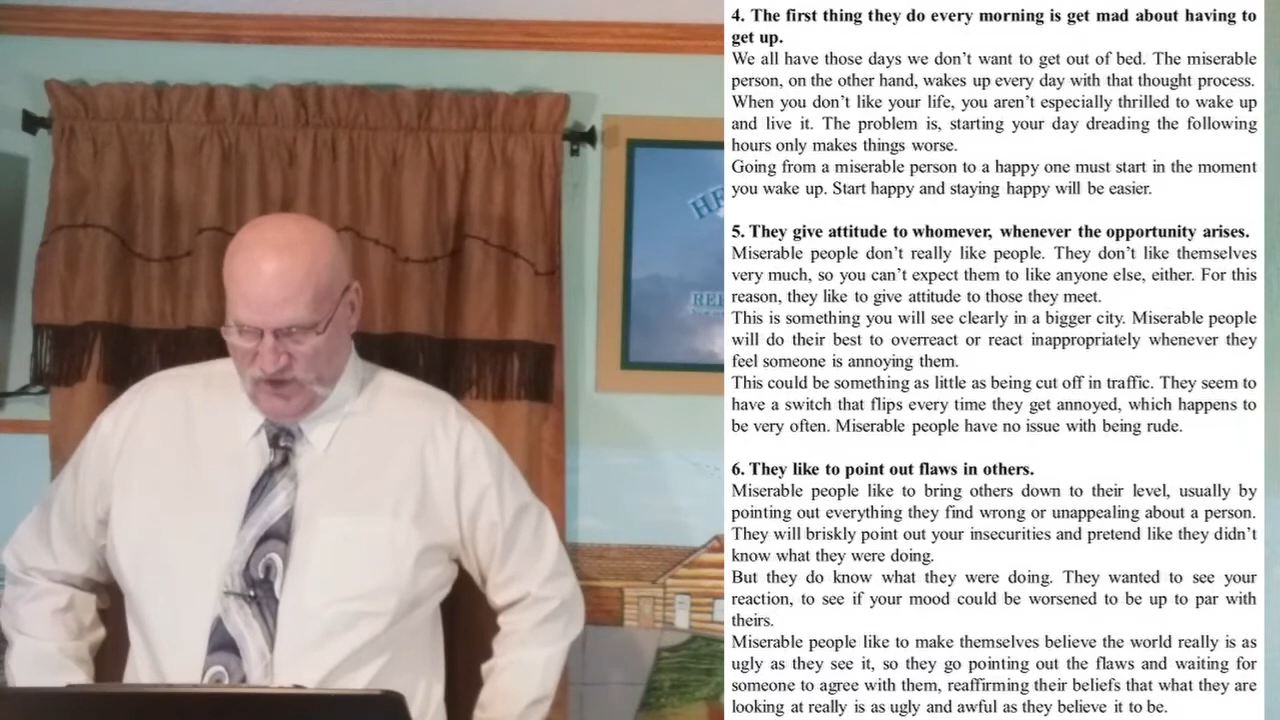 4. The first thing they do every morning is get mad about having to
get up.
We all have those days we don’t want to get out of bed. The miserable
person, on the other hand, wakes up every day with that thought process.
When you don’t like your life, you aren’t especially thrilled to wake up
and live it. The problem is, starting your day dreading the following
hours only makes things worse.
Going from a miserable person to a happy one must start in the moment
you wake up. Start happy and staying happy will be easier.
5. They give attitude to whomever, whenever the opportunity arises.
Miserable people don’t really like people. They don’t like themselves
very much, so you can’t expect them to like anyone else, either. For this
reason, they like to give attitude to those they meet.
This is something you will see clearly in a bigger city. Miserable people
will do their best to overreact or react inappropriately whenever they
feel someone is annoying them.
This could be something as little as being cut off in traffic. They seem to
have a switch that flips every time they get annoyed, which happens to
be very often. Miserable people have no issue with being rude.
6. They like to point out flaws in others.
Miserable people like to bring others down to their level, usually by
pointing out everything they find wrong or unappealing about a person.
They will briskly point out your insecurities and pretend like they didn’t
know what they were doing.
But they do know what they were doing. They wanted to see your
reaction, to see if your mood could be worsened to be up to par with
theirs.
Miserable people like to make themselves believe the world really is as
ugly as they see it, so they go pointing out the flaws and waiting for
someone to agree with them, reaffirming their beliefs that what they are
looking at really is as ugly and awful as they believe it to be.